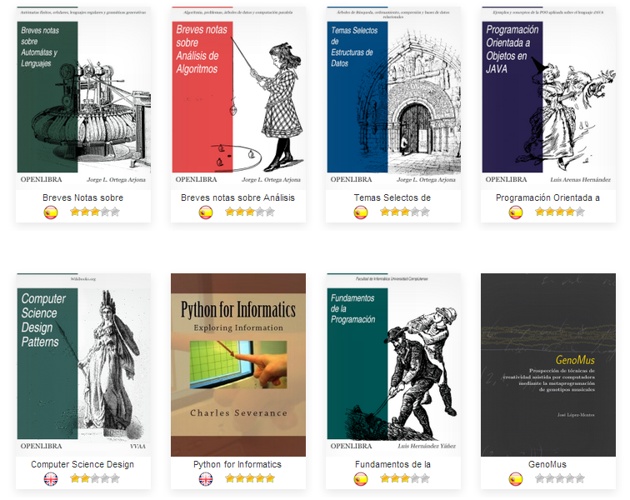 Autómatas finitos, celulares, lenguajes regulares y gramáticas generativas
Breves notas
sobre
Automátas y
Lenguajes
OPENLIBRA
Jorge L. Ortega Arjona
Breves Notas sobre
Algoritmia, problemas, árboles de datos y computación paralela
Breves notas
sobre
Análisis de
Algoritmos
OPENLIBRA
Jorge L. Ortega Arjona
Breves notas sobre Análisis
Árboles de Búsqueda, ordenamiento, compresión y bases de datos
relacionales
Temas Selectos
de
Estructuras de
Datos
OPENLIBRA
Jorge L. Ortega Arjona
Temas Selectos de
Ejemplos y conceptos de la POO aplicada sobre el lenguaje JAVA
Programación
Orientada a
Objetos en
JAVA
OPENLIBRA
Luis Arenas Hernández
Programación Orientada a
Wikibooks.org
Computer
Science
Design
Patterns
OPENLIBRA
VVAA
Computer Science Design
Python for Informatics
Exploring Information
Charles Severance
Python for Informatics
Facultad de Informática Universidad Complutense
Fundamentos
de la
Programación
OPENLIBRA
Luis Hernández Yáñez
Fundamentos de la
GenoMus
Prospección de técnicas de
creatividad asistida por computadora
mediante la metaprogramación
de genotipos musicales
José López Montes
GenoMus